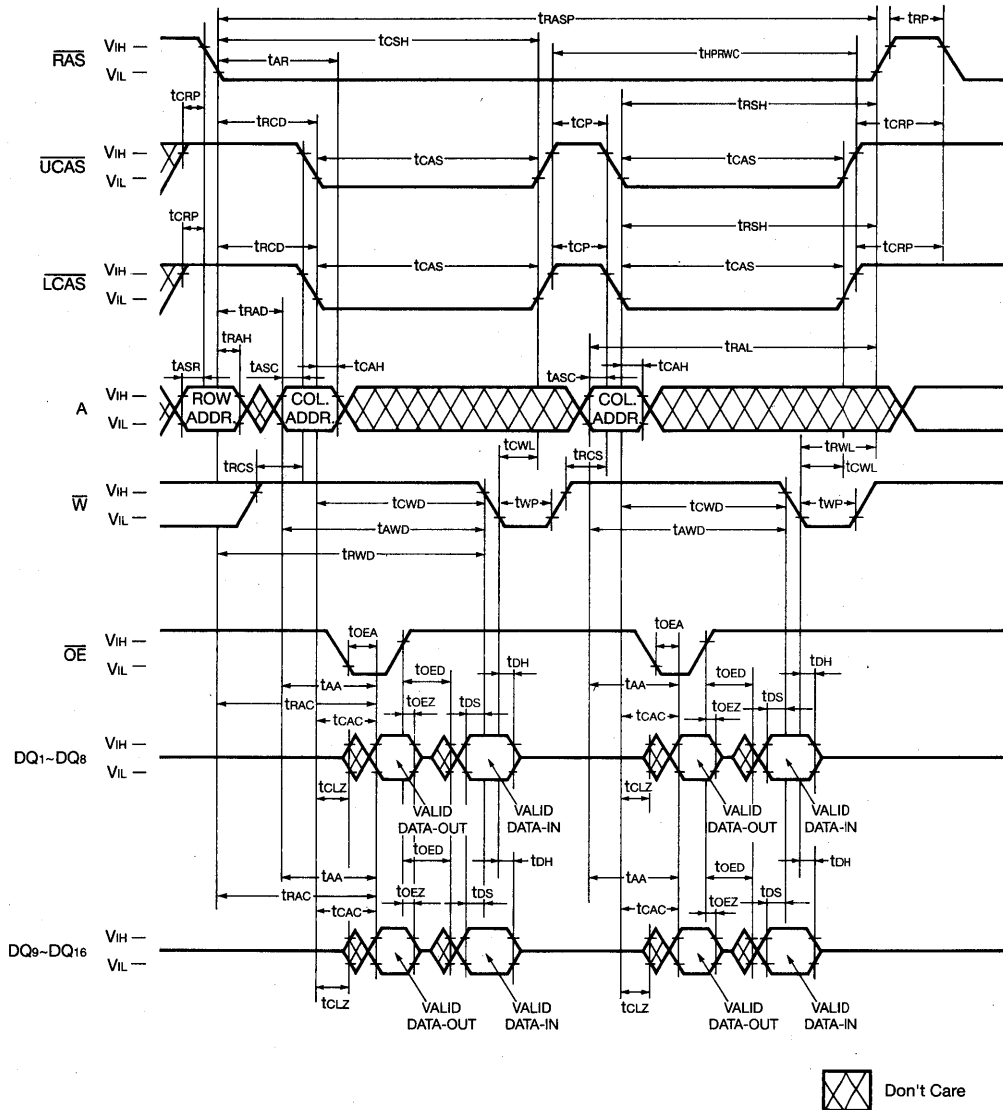 tRASP
tRP
tCSH
RAS
VIH —
VIL —
tAR
tHPRWC
tRSH
tCRP
tRCD
tCP
tCRP
UCAS
VIH —
VIL —
tCAS
tCAS
tRSH
tCRP
tRCD
tCP
tCRP
LCAS
VIH —
VIL —
tCAS
tCAS
tRAD
tRAH
tRAL
tASR
tASC
tCAH
tASC
tCAH
A
VIH —
VIL —
ROW
ADDR.
COL.
ADDR.
COL.
ADDR.
tRWL
tRCS
tCWL
tRCS
tCWL
W
VIH —
VIL —
tCWD
tWP
tCWD
tWP
tAWD
tAWD
tRWD
OE
VIH —
VIL —
tOEA
tOEA
tAA
tOED
tDH
tAA
tOED
tDH
tRAC
tCAC
tOEZ
tDS
tCAC
tOEZ
tDS
DQ1~DQ8
VIH —
VIL —
tCLZ
tCLZ
VALID
DATA-OUT
VALID
DATA-IN
VALID
DATA-OUT
VALID
DATA-IN
tOED
tDH
tOED
tDH
tAA
tAA
tRAC
tCAC
tOEZ
tDS
tCAC
tOEZ
tDS
DQ9~DQ16
VIH —
VIL —
tCLZ
tCLZ
VALID
DATA-OUT
VALID
DATA-IN
VALID
DATA-OUT
VALID
DATA-IN
Don't Care